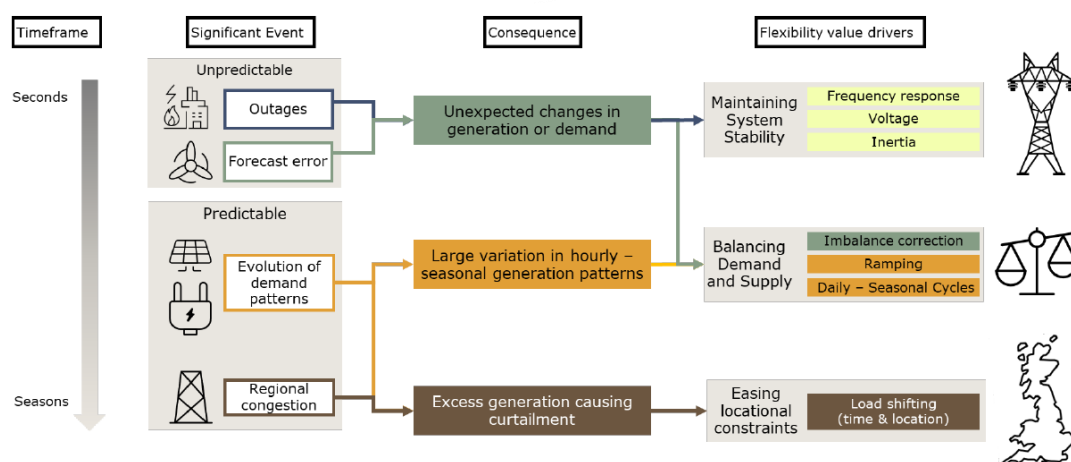 Timeframe
Significant Event
Consequence
Flexibility value drivers
Seconds
Seasons
Unpredictable
Outages
Forecast error
Predictable
Evolution of
demand
patterns
Regional
congestion
Unexpected changes in
generation or demand
Large variation in hourly –
seasonal generation patterns
Excess generation causing
curtailment
Maintaining
System
Stability
Frequency response
Voltage
Inertia
Balancing
Demand
and Supply
Imbalance correction
Ramping
Daily – Seasonal Cycles
Easing
locational
constraints
Load shifting
(time & location)